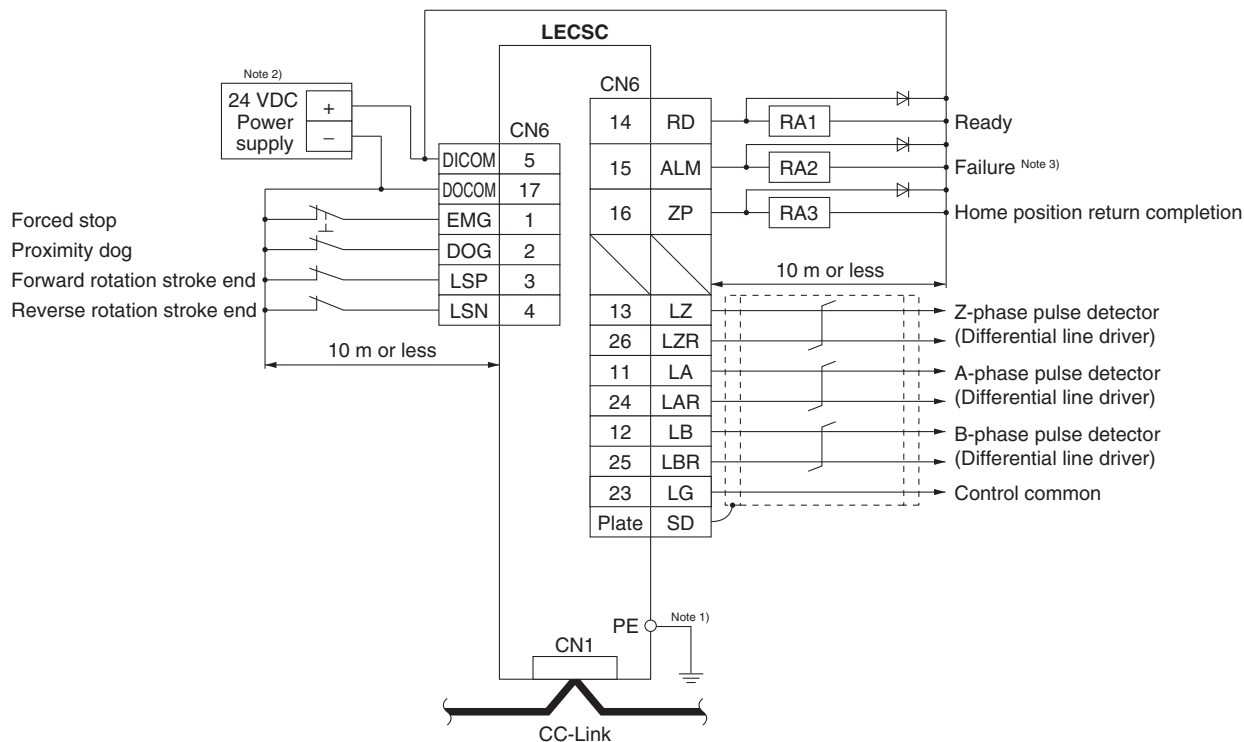 LECSC
Note 2)
24 VDC
Power
supply
+
−
CN6
DICOM 5
DOCOM 17
Forced stop EMG 1
Proximity dog DOG 2
Forward rotation stroke end LSP 3
Reverse rotation stroke end LSN 4
10 m or less
CN6
14 RD RA1 Ready
15 ALM RA2 Failure Note 3)
16 ZP RA3 Home position return completion
10 m or less
13 LZ Z-phase pulse detector
26 LZR (Differential line driver)
11 LA A-phase pulse detector
24 LAR (Differential line driver)
12 LB B-phase pulse detector
25 LBR (Differential line driver)
23 LG Control common
Plate SD
PE Note 1)
CN1
CC-Link